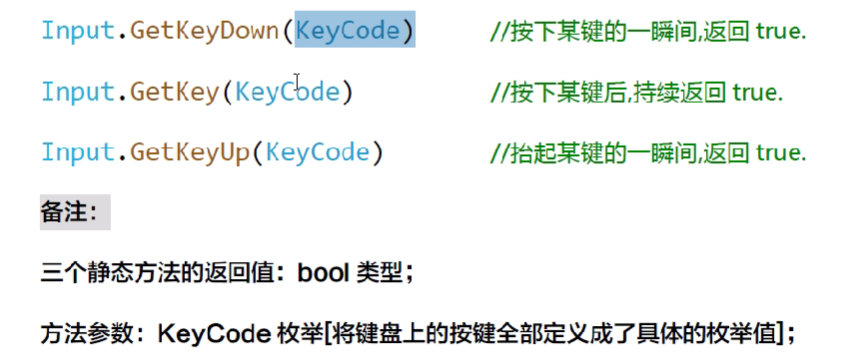 Input.GetKeyDown(KeyCode) //按下某键的一瞬间,返回 true.
Input.GetKey(KeyCode) //按下某键后,持续返回 true.
Input.GetKeyUp(KeyCode) //抬起某键的一瞬间,返回 true.
备注：
三个静态方法的返回值：bool 类型；
方法参数：KeyCode 枚举[将键盘上的按键全部定义成了具体的枚举值]；